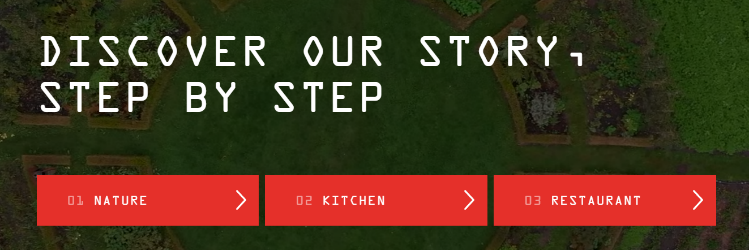 DISCOVER OUR STORY,
STEP BY STEP
01 NATURE
02 KITCHEN
03 RESTAURANT